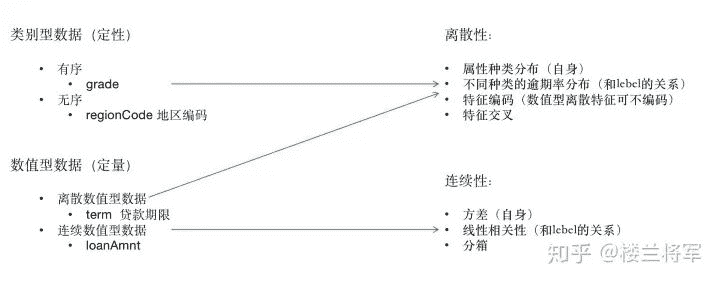 类别型数据（定性）
• 有序
• grade
• 无序
• regionCode 地区编码
数值型数据（定量）
• 离散数值型数据
• term 贷款期限
• 连续数值型数据
• loanAmnt
离散性:
• 属性种类分布（自身）
• 不同种类的逾期率分布（和lebel的关系）
• 特征编码（数值型离散特征可不编码）
• 特征交叉
连续性:
• 方差（自身）
• 线性相关性（和lebel的关系）
• 分箱
知乎 @楼兰将军